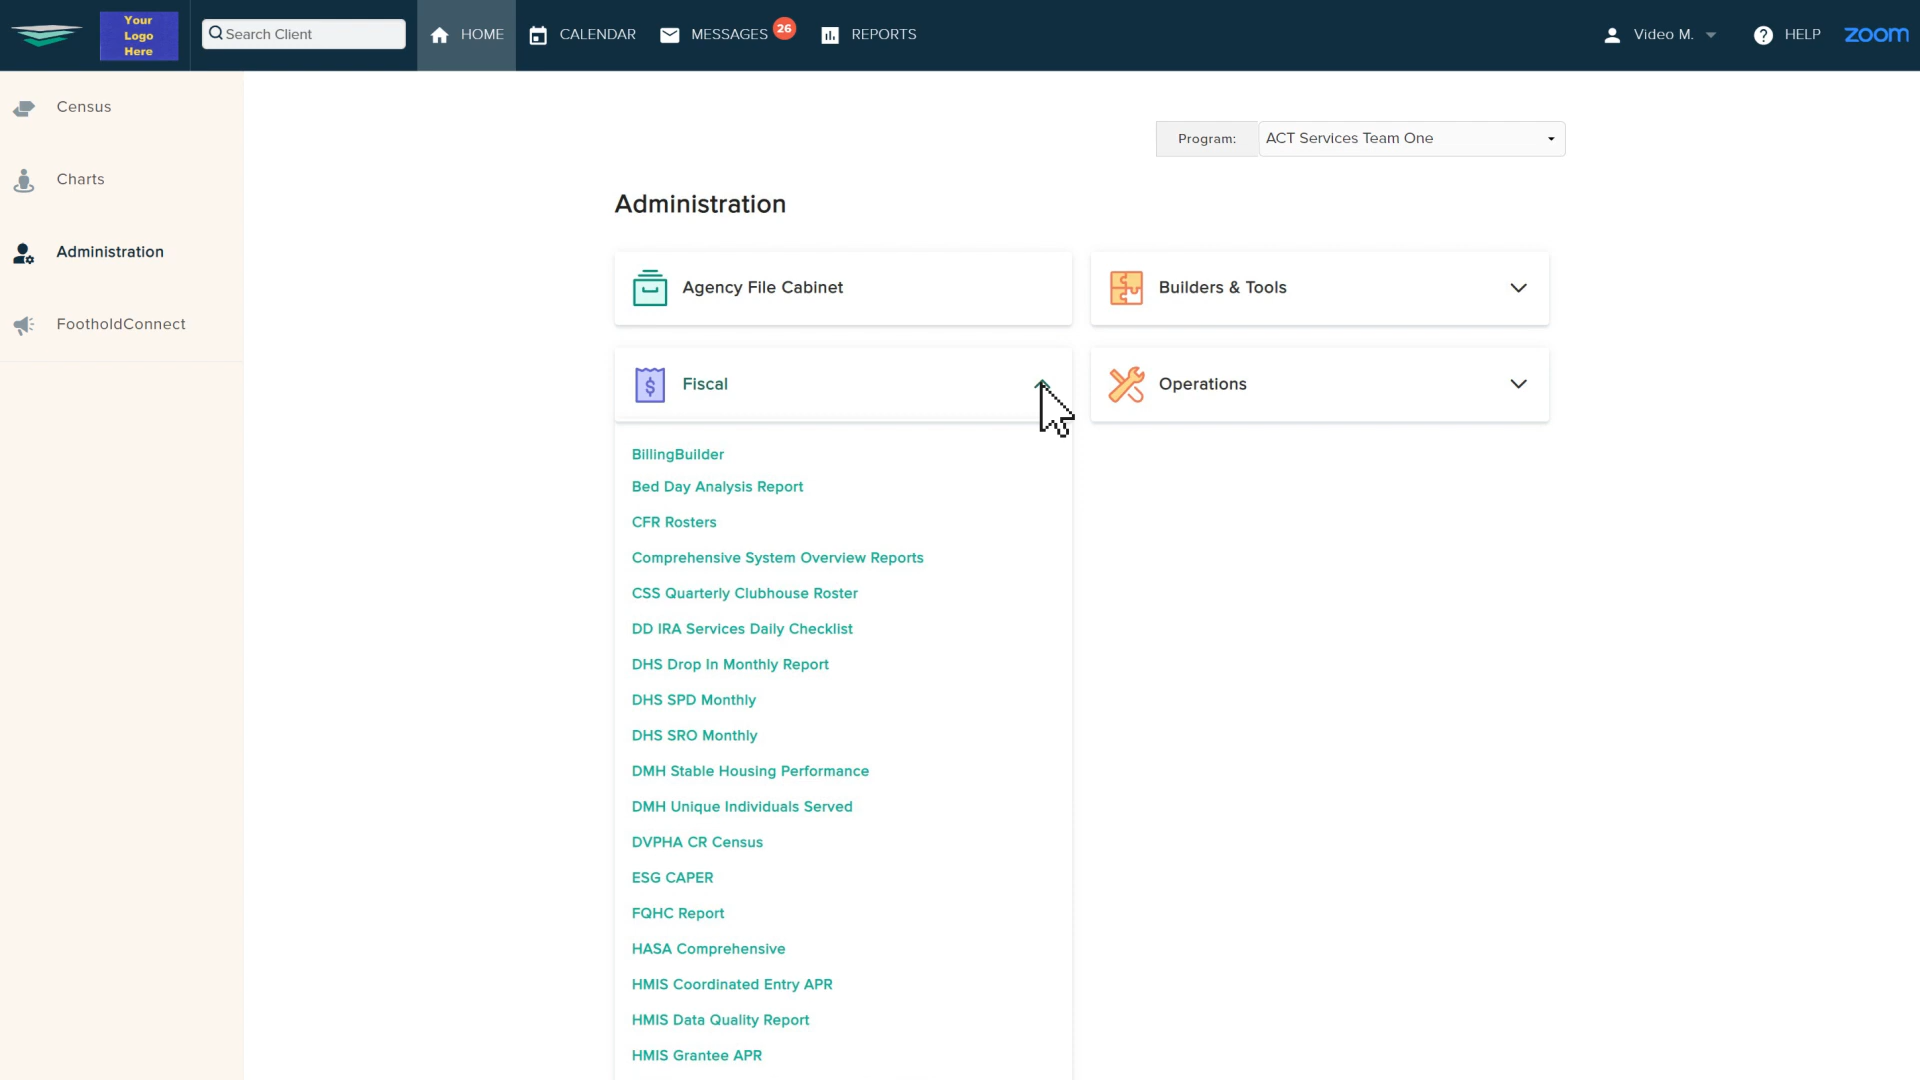 Your
Logo
Here
Search Client
HOME
CALENDAR
MESSAGES
26
REPORTS
Video M.
? HELP
zoom
Census
Charts
Administration
FootholdConnect
Program:
ACT Services Team One
Administration
Agency File Cabinet
Builders & Tools
$
Fiscal
Operations
BillingBuilder
Bed Day Analysis Report
CFR Rosters
Comprehensive System Overview Reports
CSS Quarterly Clubhouse Roster
DD IRA Services Daily Checklist
DHS Drop In Monthly Report
DHS SPD Monthly
DHS SRO Monthly
DMH Stable Housing Performance
DMH Unique Individuals Served
DVPHA CR Census
ESG CAPER
FQHC Report
HASA Comprehensive
HMIS Coordinated Entry APR
HMIS Data Quality Report
HMIS Grantee APR